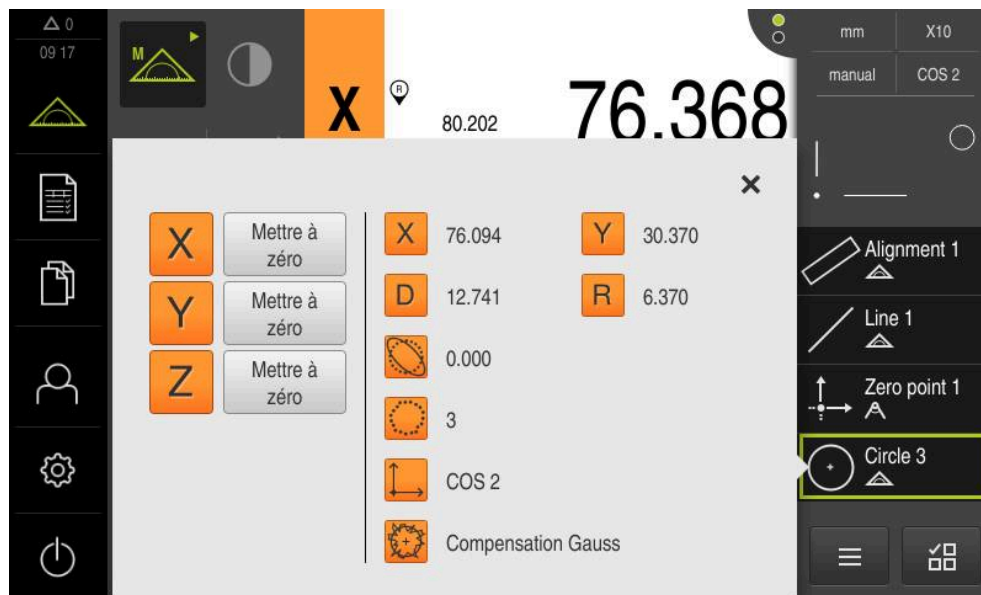 0
09 17
M
X
R
80.202
76.368
mm
X10
manual
COS 2
X
Mettre à
zéro
Y
Mettre à
zéro
Z
Mettre à
zéro
X
76.094
Y
30.370
D
12.741
R
6.370
0.000
3
COS 2
Compensation Gauss
Alignment 1
Line 1
Zero point 1
Circle 3